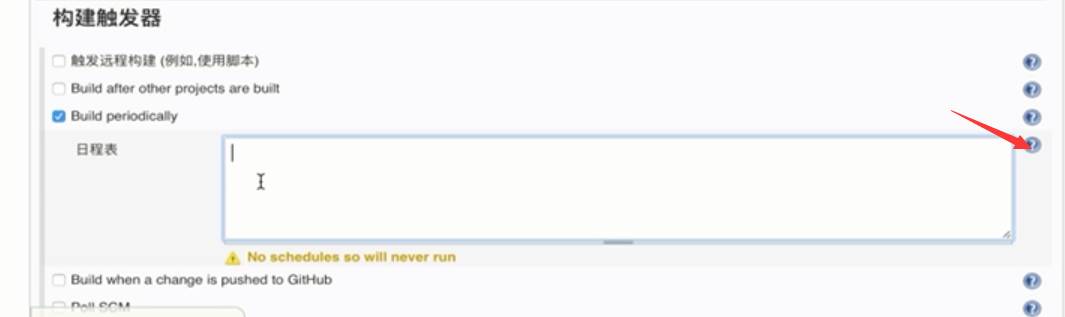 构建触发器
触发远程构建 (例如,使用脚本)
Build after other projects are built
Build periodically
日程表
No schedules so will never run
Build when a change is pushed to GitHub
Poll SCM